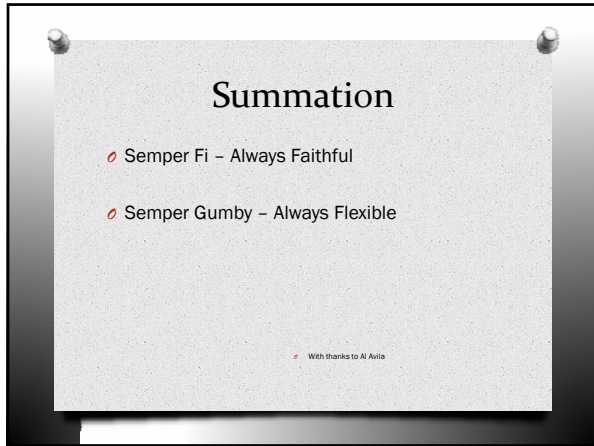 Summation
Semper Fi – Always Faithful
Semper Gumby – Always Flexible
With thanks to Al Avila